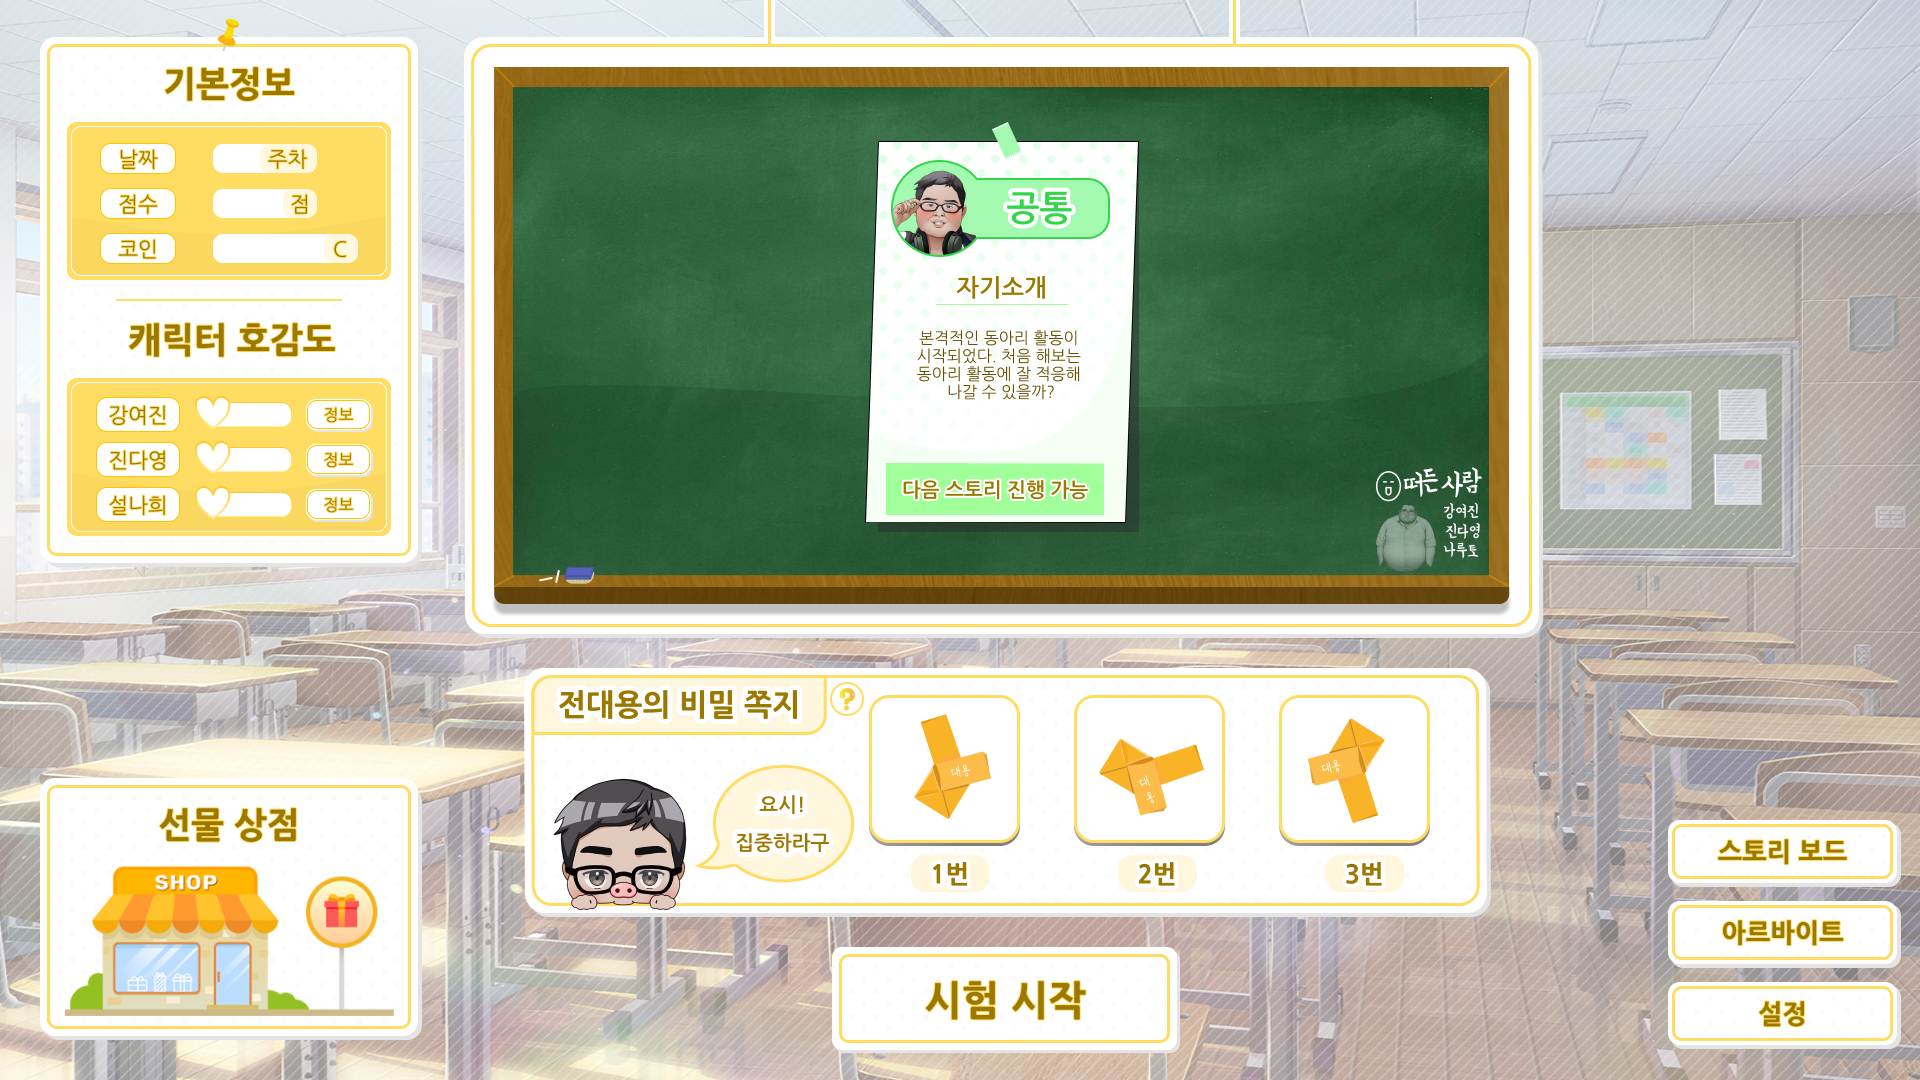 기본정보
날짜
주차
점수
점
코인
C
캐릭터 호감도
강여진
정보
진다영
정보
설나희
정보
선물 상점
SHOP
공통
자기소개
본격적인 동아리 활동이
시작되었다. 처음 해보는
동아리 활동에 잘 적응해
나갈 수 있을까?
다음 스토리 진행 가능
떠든 사람
강여진
진다영
나루토
전대용의 비밀 쪽지
?
요시!
집중하라구
대용
대용
대용
1번
2번
3번
시험 시작
스토리 보드
아르바이트
설정